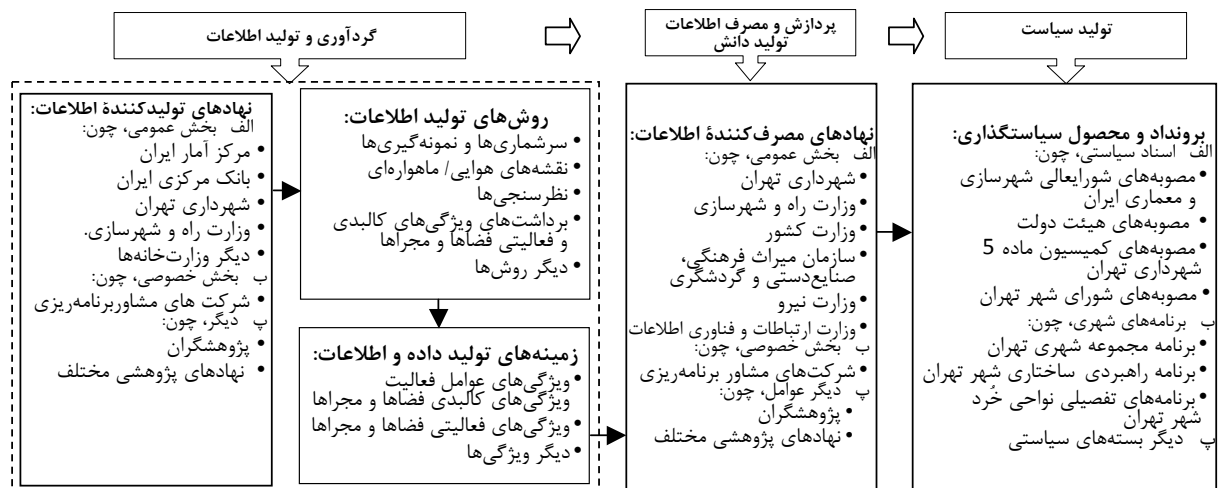 گردآوری و تولید اطلاعات
پردازش و مصرف اطلاعات
تولید دانش
تولید سیاست
نهادهای تولیدکنندهٔ اطلاعات:
الف بخش عمومی، چون:
• مرکز آمار ایران
• بانک مرکزی ایران
• شهرداری تهران
• وزارت راه و شهرسازی.
• دیگر وزارت‌خانه‌ها
ب بخش خصوصی، چون:
• شرکت های مشاوربرنامه‌ریزی
پ دیگر، چون:
• پژوهشگران
• نهادهای پژوهشی مختلف
روش‌های تولید اطلاعات:
• سرشماری‌ها و نمونه‌گیری‌ها
• نقشه‌های هوایی/ ماهواره‌ای
• نظرسنجی‌ها
• برداشت‌های ویژگی‌های کالبدی
و فعالیتی فضاها و مجراها
• دیگر روش‌ها
زمینه‌های تولید داده و اطلاعات:
• ویژگی‌های عوامل فعالیت
ویژگی‌های کالبدی فضاها و مجراها
• ویژگی‌های فعالیتی فضاها و مجراها
• دیگر ویژگی‌ها
نهادهای مصرف‌کنندهٔ اطلاعات:
الف بخش عمومی، چون:
• شهرداری تهران
• وزارت راه و شهرسازی
• وزارت کشور
• سازمان میراث فرهنگی،
صنایع‌دستی و گردشگری
• وزارت نیرو
• وزارت ارتباطات و فناوری اطلاعات
ب بخش خصوصی، چون:
• شرکت‌های مشاور برنامه‌ریزی
پ دیگر عوامل، چون:
• پژوهشگران
• نهادهای پژوهشی مختلف
برونداد و محصول سیاستگذاری:
الف اسناد سیاستی، چون:
• مصوبه‌های شورایعالی شهرسازی
و معماری ایران
• مصوبه‌های هیئت دولت
• مصوبه‌های کمیسیون ماده 5
شهرداری تهران
• مصوبه‌های شورای شهر تهران
ب برنامه‌های شهری، چون:
• برنامه مجموعه شهری تهران
• برنامه راهبردی ساختاری شهر تهران
• برنامه‌های تفصیلی نواحی خُرد
شهر تهران
پ دیگر بسته‌های سیاستی